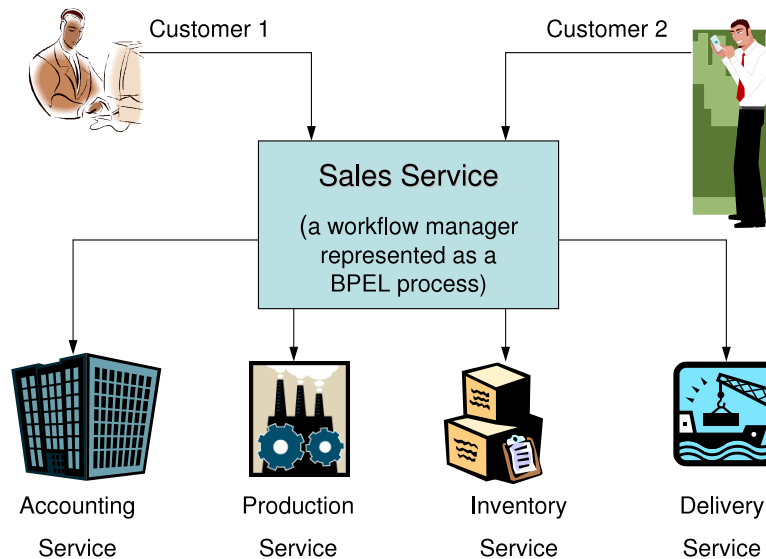 Customer 1
Customer 2
Sales Service
(a workflow manager
represented as a
BPEL process)
Accounting
Service
Production
Service
Inventory
Service
Delivery
Service